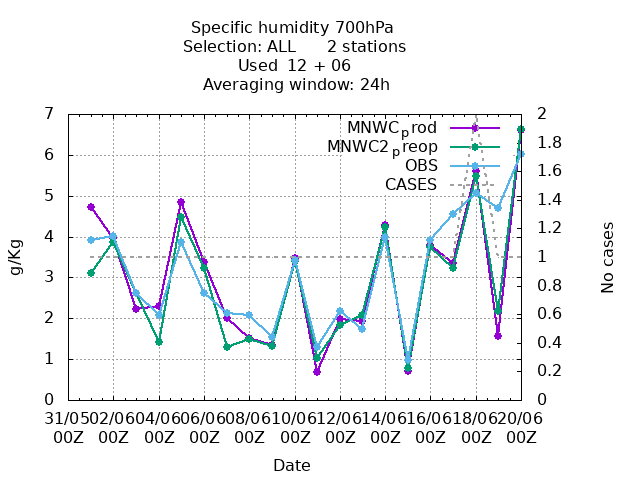 Specific humidity 700hPa
Selection: ALL 2 stations
Used 12 + 06
Averaging window: 24h
MNWCprod
MNWC2preop
OBS
CASES
7
6
5
4
3
2
1
0
g/Kg
2
1.8
1.6
1.4
1.2
1
0.8
0.6
0.4
0.2
0
No cases
31/05 02/06 04/06 06/06 08/06 10/06 12/06 14/06 16/06 18/06 20/06
00Z 00Z 00Z 00Z 00Z 00Z 00Z 00Z 00Z 00Z 00Z
Date